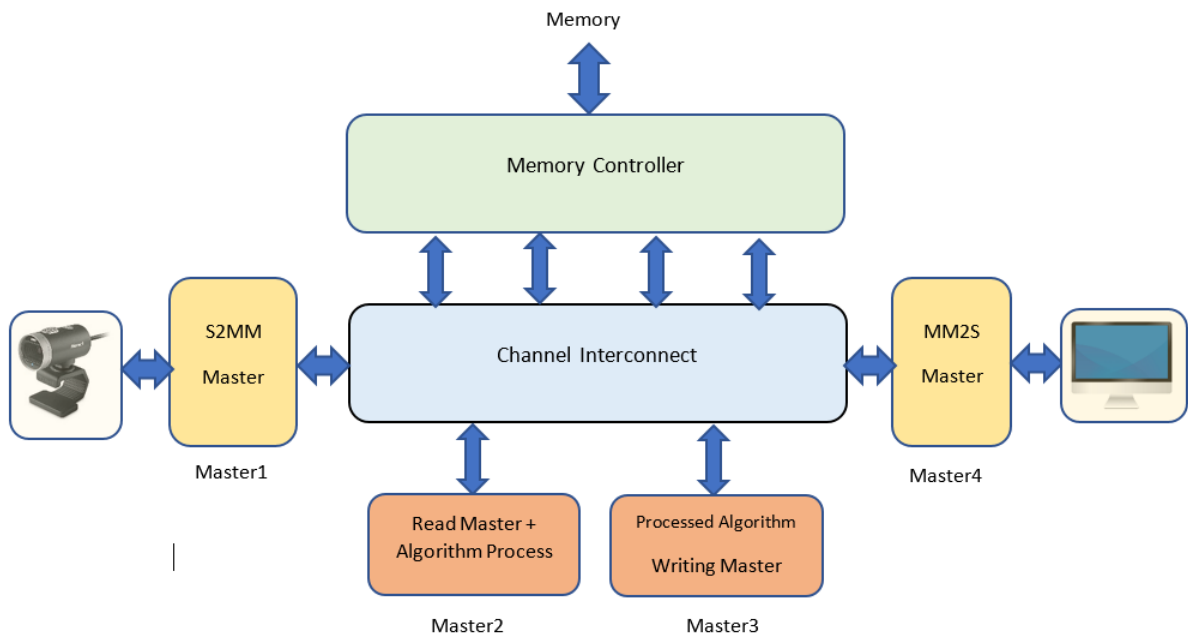 Memory
Memory Controller
Channel Interconnect
S2MM
Master
Master1
MM2S
Master
Master4
Read Master +
Algorithm Process
Master2
Processed Algorithm
Writing Master
Master3